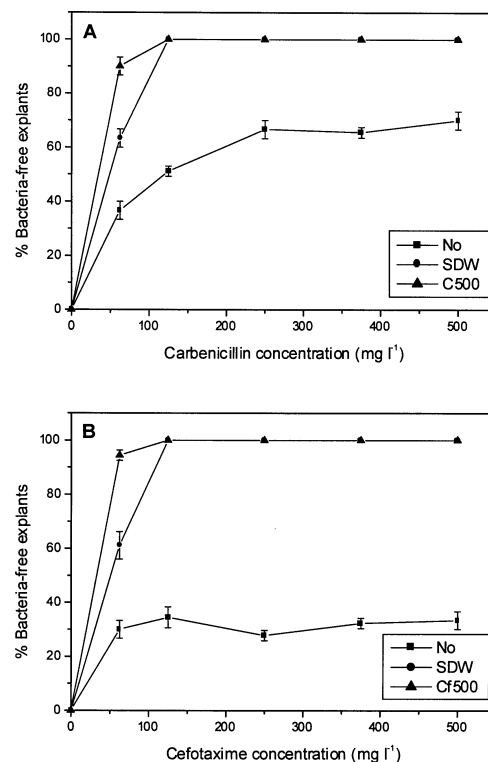 A
100
80
60
40
20
0
% Bacteria-free explants
No
SDW
C500
0 100 200 300 400 500
Carbenicillin concentration (mg l⁻¹)
B
100
80
60
40
20
0
% Bacteria-free explants
No
SDW
Cf500
0 100 200 300 400 500
Cefotaxime concentration (mg l⁻¹)